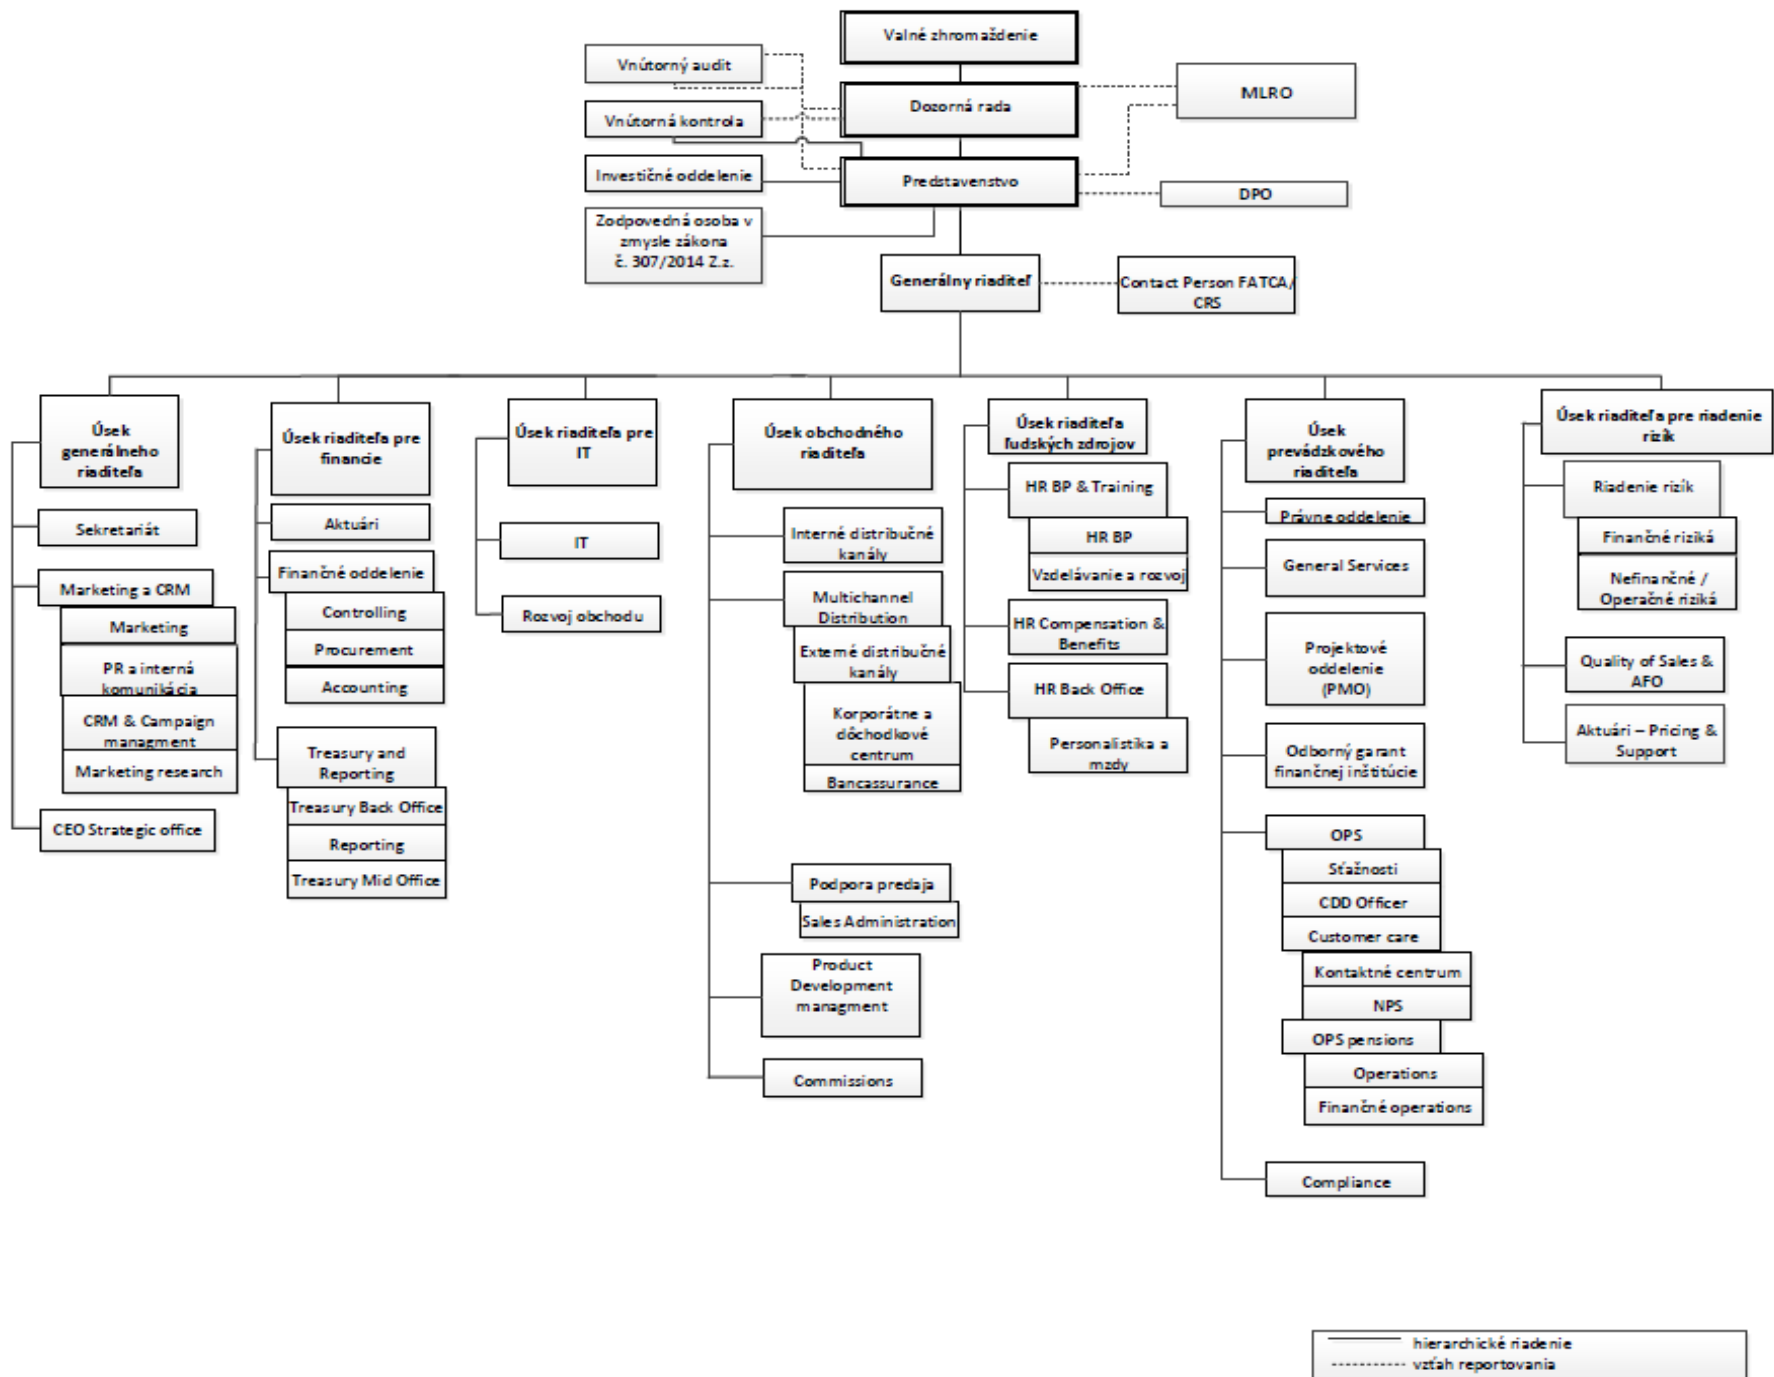 Valné zhromaždenie
Vnútorný audit
MLRO
Dozorná rada
Vnútorná kontrola
Investičné oddelenie
Predstavenstvo
DPO
Zodpovedná osoba v
zmysle zákona
č. 307/2014 Z.z.
Generálny riaditeľ
Contact Person FATCA/
CRS
Úsek
generálneho
riaditeľa
Sekretariát
Marketing a CRM
Marketing
PR a interná
komunikácia
CRM & Campaign
managment
Marketing research
CEO Strategic office
Úsek riaditeľa pre
financie
Aktuári
Finančné oddelenie
Controlling
Procurement
Accounting
Treasury and
Reporting
Treasury Back Office
Reporting
Treasury Mid Office
Úsek riaditeľa pre
IT
IT
Rozvoj obchodu
Úsek obchodného
riaditeľa
Interné distribučné
kanály
Multichannel
Distribution
Externé distribučné
kanály
Korporátne a
dôchodkové
centrum
Bancassurance
Podpora predaja
Sales Administration
Product
Development
managment
Commissions
Úsek riaditeľa
ľudských zdrojov
HR BP & Training
HR BP
Vzdelávanie a rozvoj
HR Compensation &
Benefits
HR Back Office
Personalistika a
mzdy
Úsek
prevádzkového
riaditeľa
Právne oddelenie
General Services
Projektové
oddelenie
(PMO)
Odborný garant
finančnej inštitúcie
OPS
Sťažnosti
CDD Officer
Customer care
Kontaktné centrum
NPS
OPS pensions
Operations
Finančné operations
Compliance
Úsek riaditeľa pre riadenie
rizík
Riadenie rizík
Finančné riziká
Nefinančné /
Operačné riziká
Quality of Sales &
AFO
Aktuári – Pricing &
Support
hierarchické riadenie
vzťah reportovania